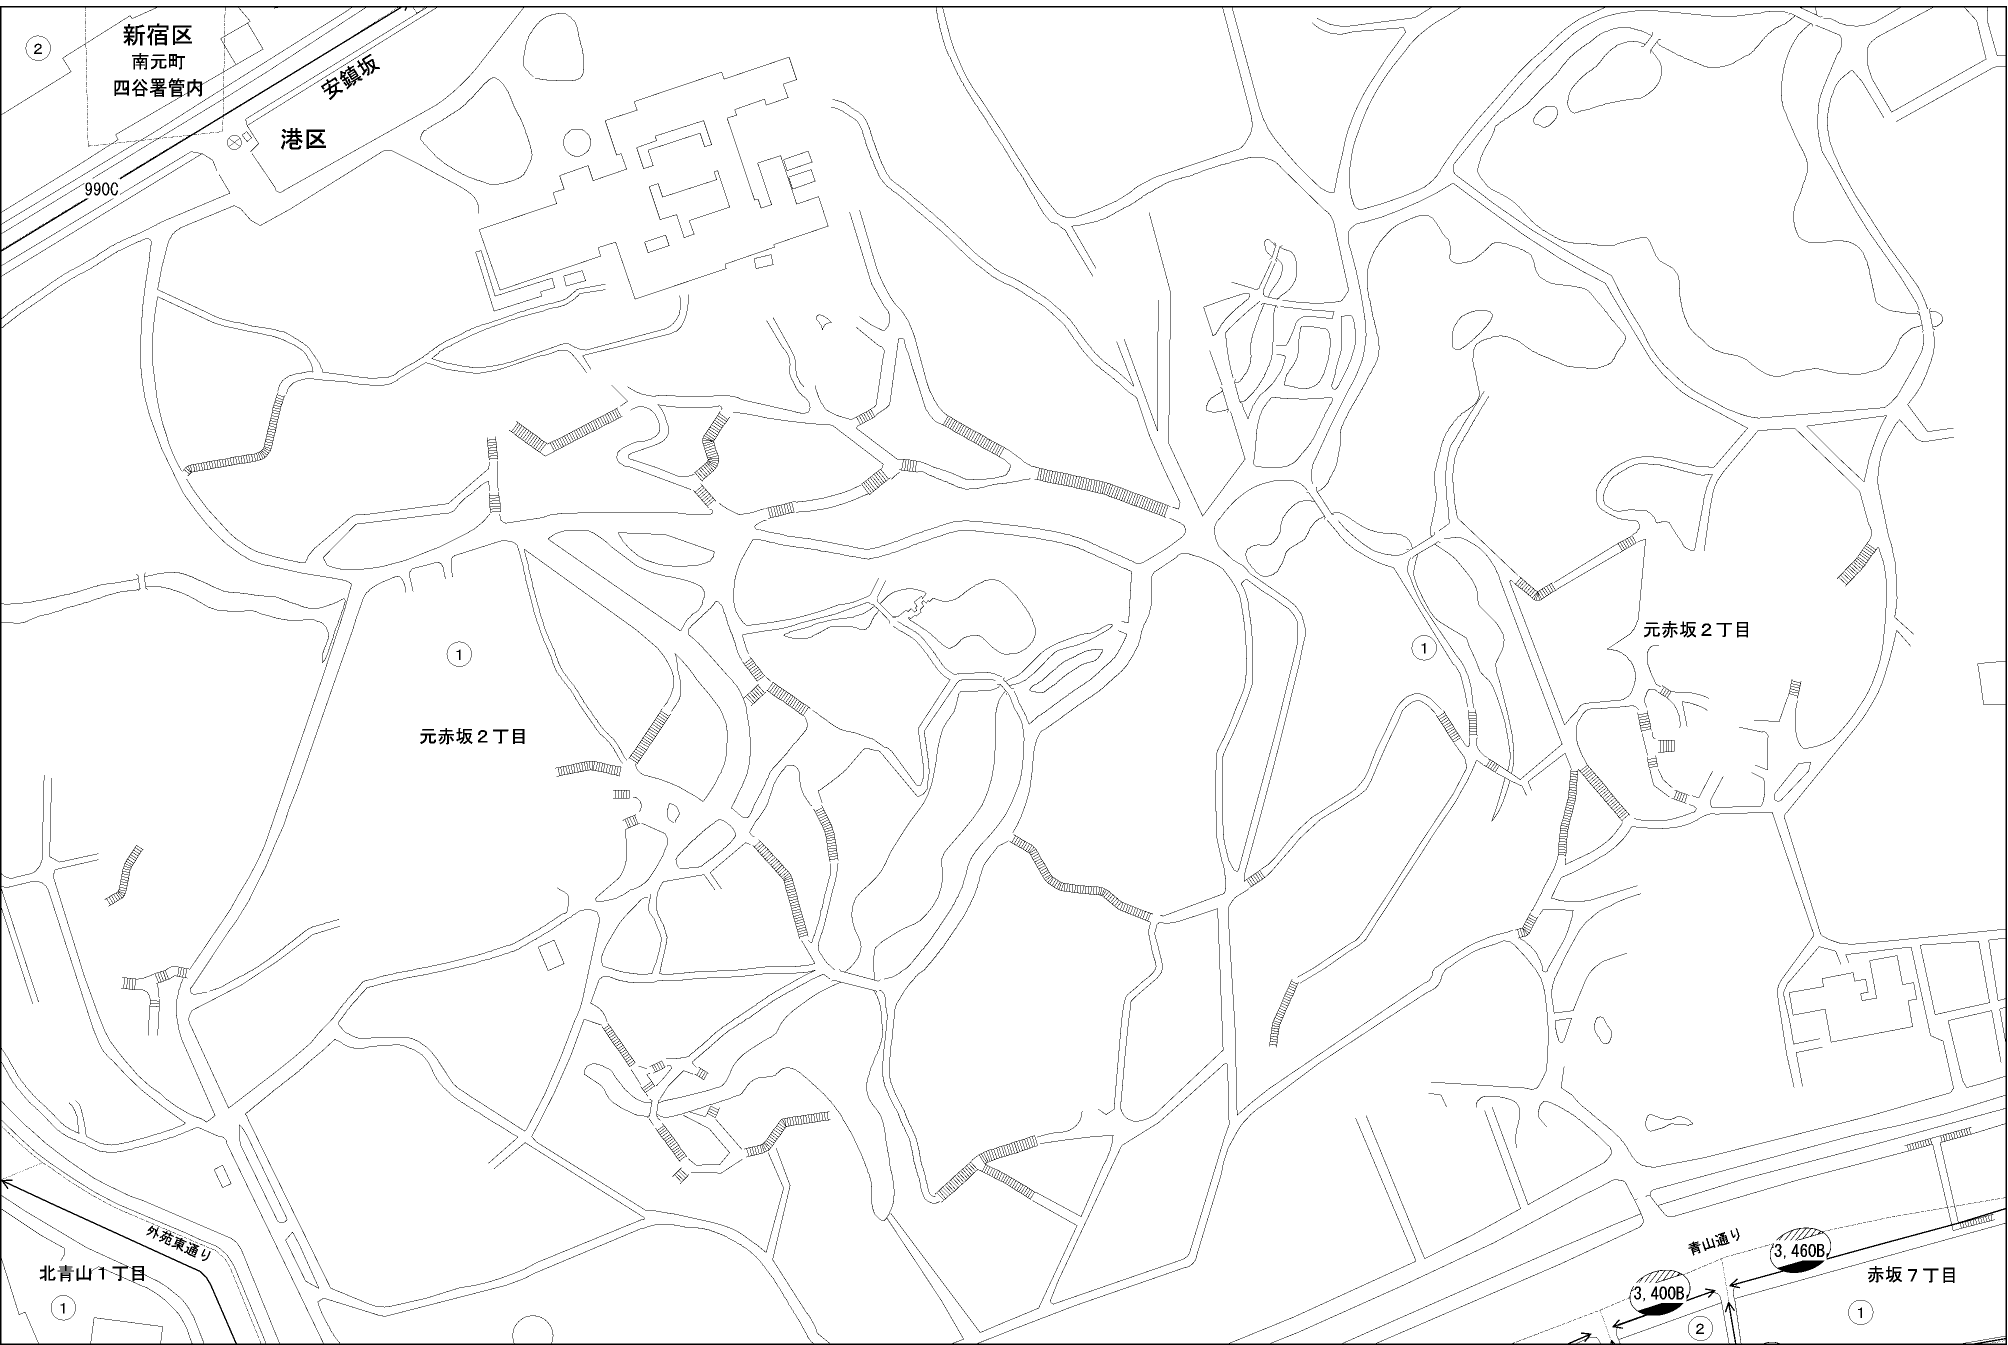 ②
新宿区
南元町
四谷署管内
安鎮坂
港区
990C
①
元赤坂2丁目
①
元赤坂2丁目
外苑東通り
北青山1丁目
①
青山通り
3,460B
赤坂7丁目
3,400B
②
①